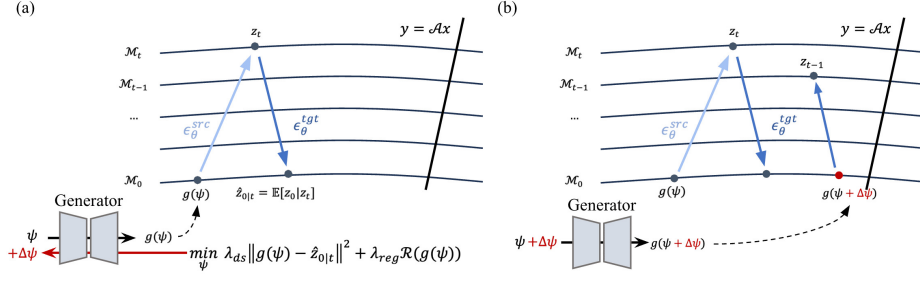 (a)
z_t
y = 𝒜x
ℳ_t
ℳ_{t−1}
...
ϵ_θ^{src}
ϵ_θ^{tgt}
ℳ_0
g(ψ)
ẑ_{0|t} = 𝔼[z_0|z_t]
Generator
ψ
g(ψ)
+Δψ
min_ψ λ_{ds}‖g(ψ) − ẑ_{0|t}‖² + λ_{reg}ℛ(g(ψ))
(b)
z_t
y = 𝒜x
ℳ_t
z_{t−1}
ℳ_{t−1}
...
ϵ_θ^{src}
ϵ_θ^{tgt}
ℳ_0
g(ψ)
g(ψ + Δψ)
Generator
ψ +Δψ
g(ψ + Δψ)